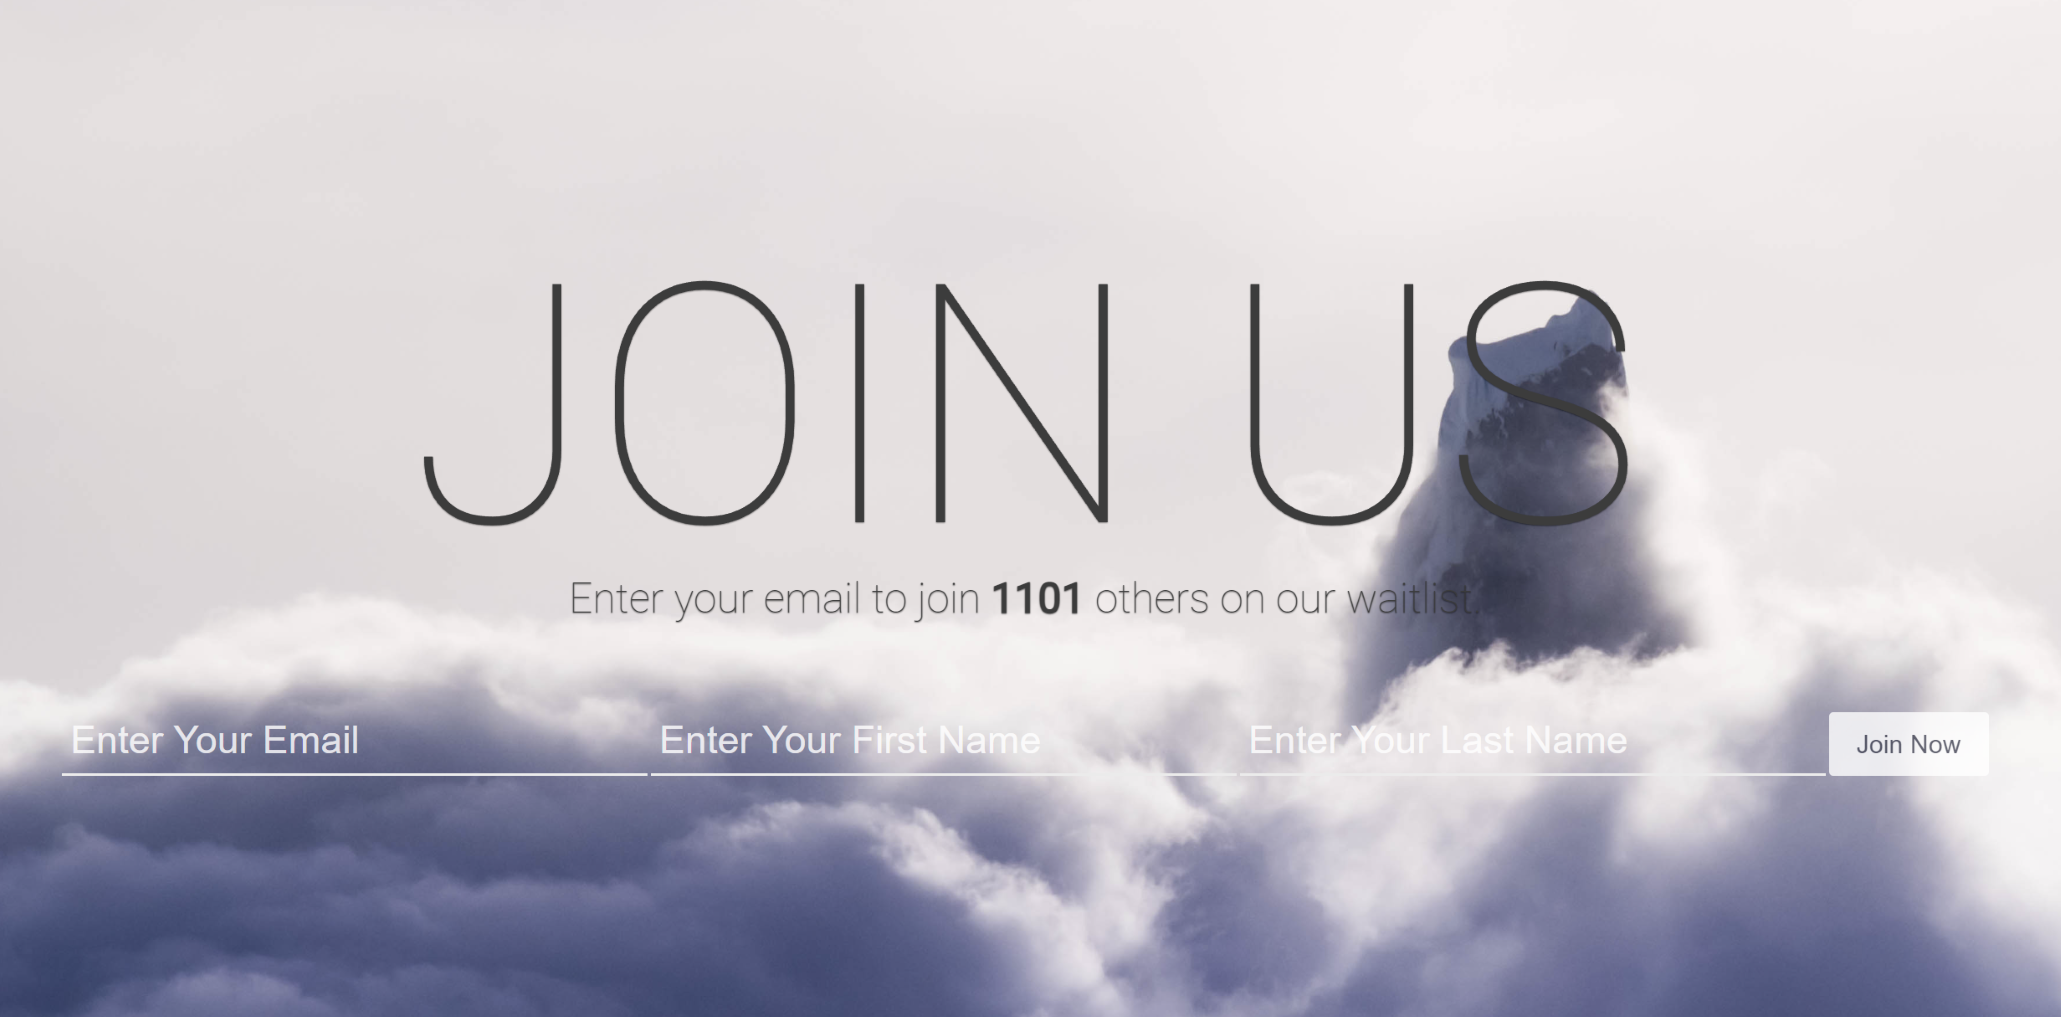 JOIN US
Enter your email to join 1101 others on our waitlist.
Enter Your Email
Enter Your First Name
Enter Your Last Name
Join Now